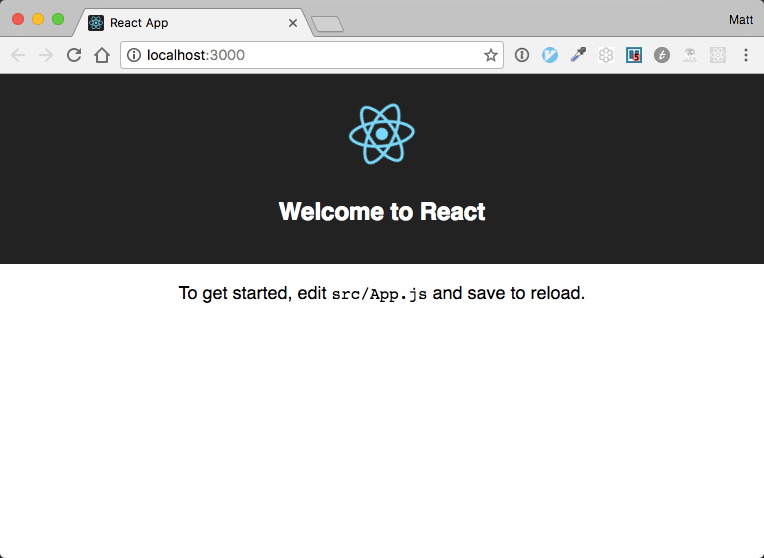 React App
Matt
localhost:3000
Welcome to React
To get started, edit src/App.js and save to reload.